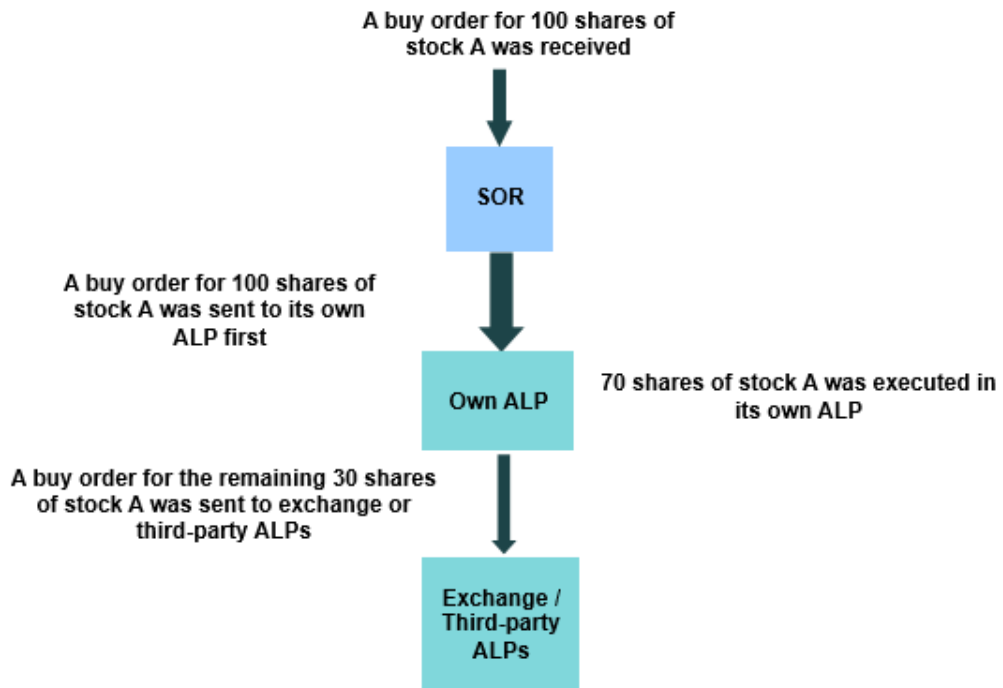 A buy order for 100 shares of
stock A was received
SOR
A buy order for 100 shares of
stock A was sent to its own
ALP first
Own ALP
70 shares of stock A was executed in
its own ALP
A buy order for the remaining 30 shares
of stock A was sent to exchange or
third-party ALPs
Exchange /
Third-party
ALPs